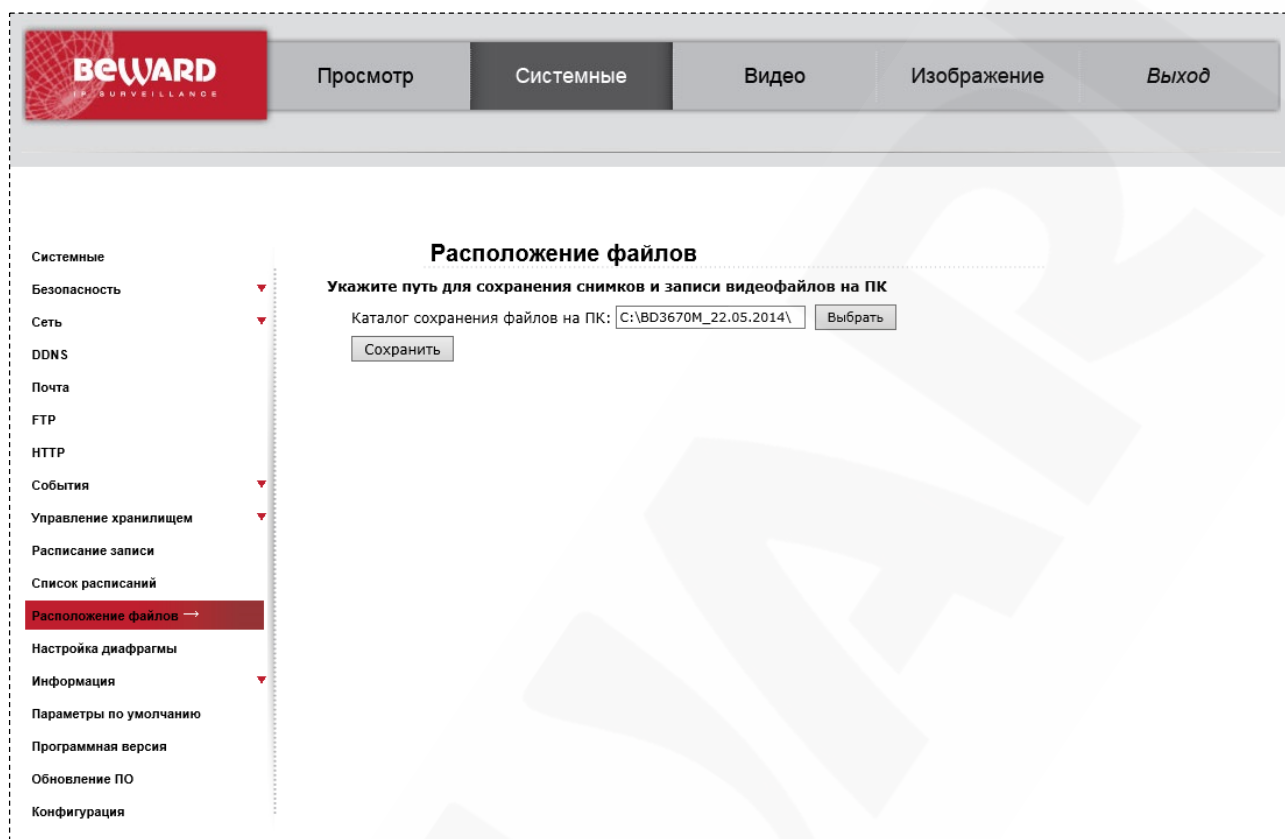 BEWARD
IP SURVEILLANCE
Просмотр
Системные
Видео
Изображение
Выход
Системные
Безопасность
Сеть
DDNS
Почта
FTP
HTTP
События
Управление хранилищем
Расписание записи
Список расписаний
Расположение файлов →
Настройка диафрагмы
Информация
Параметры по умолчанию
Программная версия
Обновление ПО
Конфигурация
Расположение файлов
Укажите путь для сохранения снимков и записи видеофайлов на ПК
Каталог сохранения файлов на ПК: C:\BD3670M_22.05.2014\ Выбрать
Сохранить